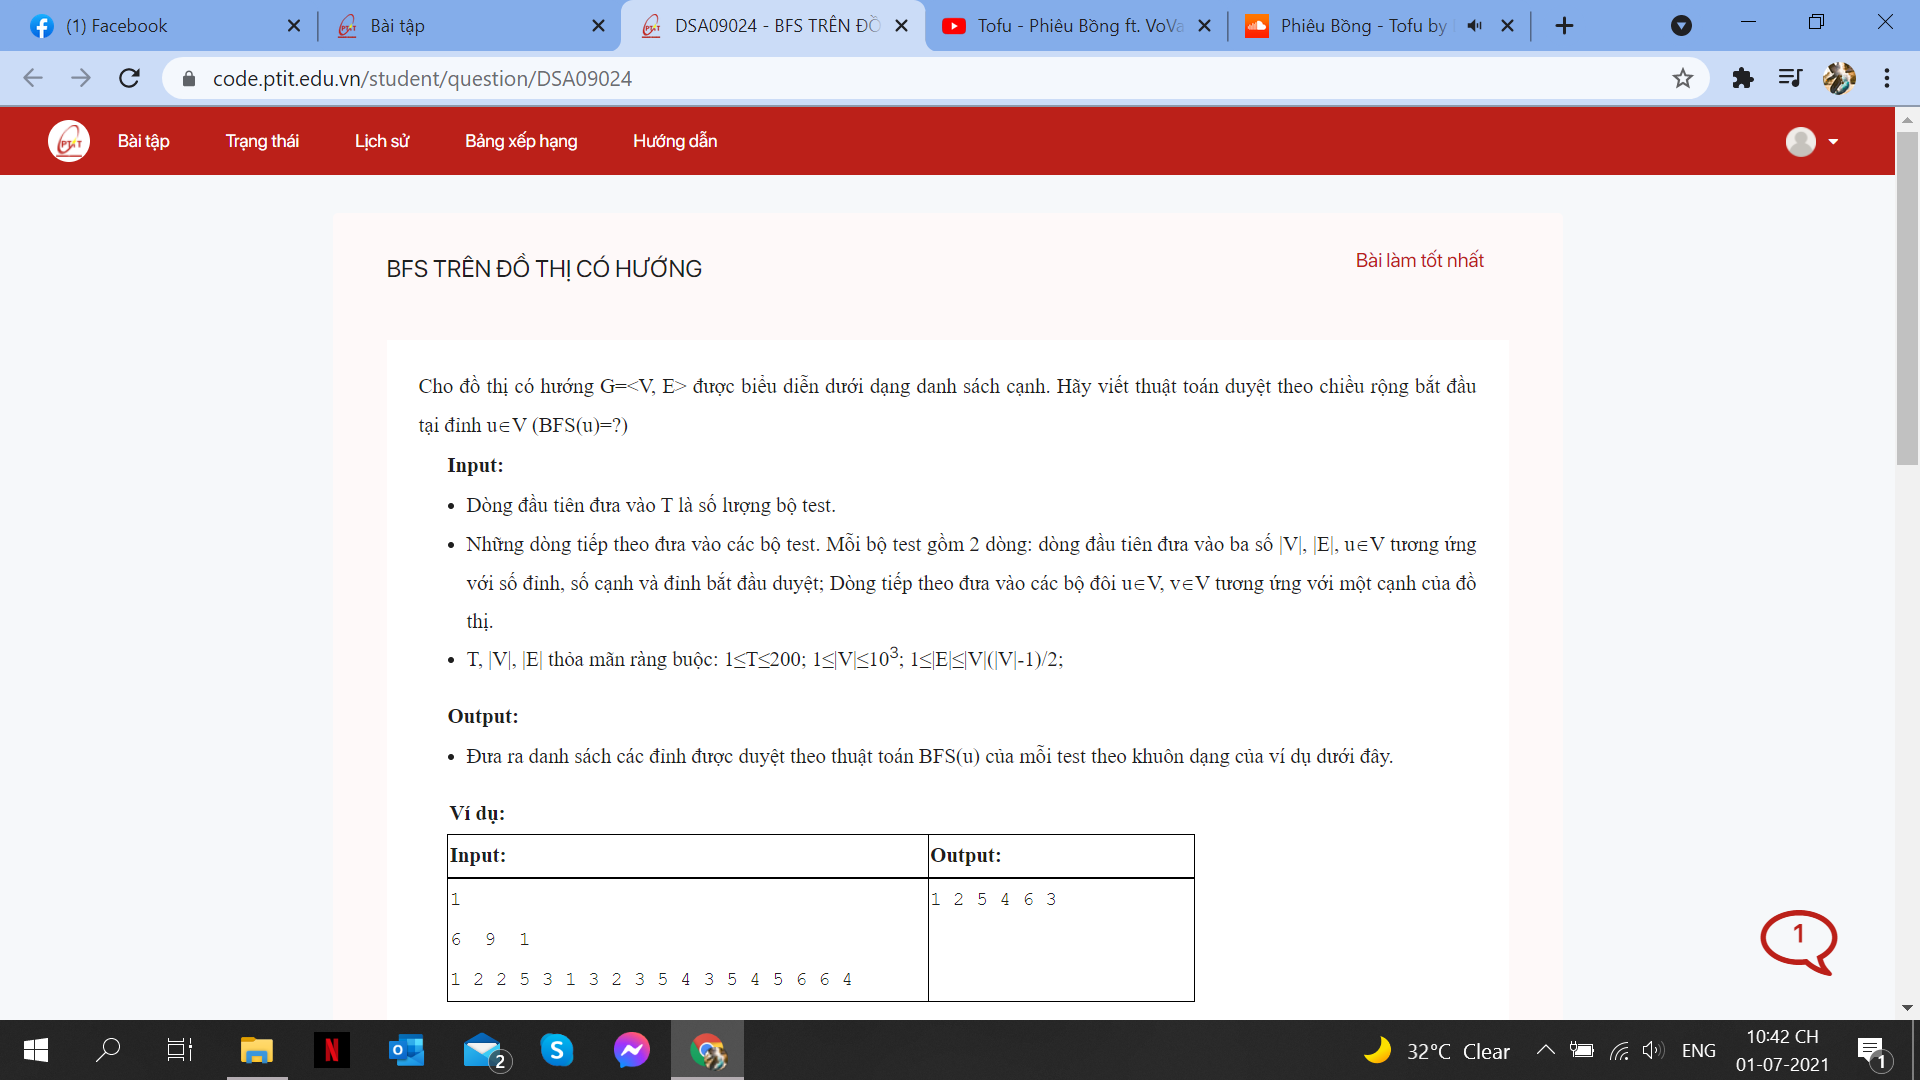 (1) Facebook
Bài tập
DSA09024 - BFS TRÊN ĐỒ
Tofu - Phiêu Bồng ft. VoVa
Phiêu Bồng - Tofu by
code.ptit.edu.vn/student/question/DSA09024
PTIT
Bài tập
Trạng thái
Lịch sử
Bảng xếp hạng
Hướng dẫn
BFS TRÊN ĐỒ THỊ CÓ HƯỚNG
Bài làm tốt nhất
Cho đồ thị có hướng G=<V, E> được biểu diễn dưới dạng danh sách cạnh. Hãy viết thuật toán duyệt theo chiều rộng bắt đầu
tại đỉnh u∈V (BFS(u)=?)
Input:
• Dòng đầu tiên đưa vào T là số lượng bộ test.
• Những dòng tiếp theo đưa vào các bộ test. Mỗi bộ test gồm 2 dòng: dòng đầu tiên đưa vào ba số |V|, |E|, u∈V tương ứng
với số đỉnh, số cạnh và đỉnh bắt đầu duyệt; Dòng tiếp theo đưa vào các bộ đôi u∈V, v∈V tương ứng với một cạnh của đồ
thị.
• T, |V|, |E| thỏa mãn ràng buộc: 1≤T≤200; 1≤|V|≤10³; 1≤|E|≤|V|(|V|-1)/2;
Output:
• Đưa ra danh sách các đỉnh được duyệt theo thuật toán BFS(u) của mỗi test theo khuôn dạng của ví dụ dưới đây.
Ví dụ:
Input:
Output:
1
1 2 5 4 6 3
6 9 1
1 2 2 5 3 1 3 2 3 5 4 3 5 4 5 6 6 4
1
2
32°C Clear
ENG
10:42 CH
01-07-2021
1